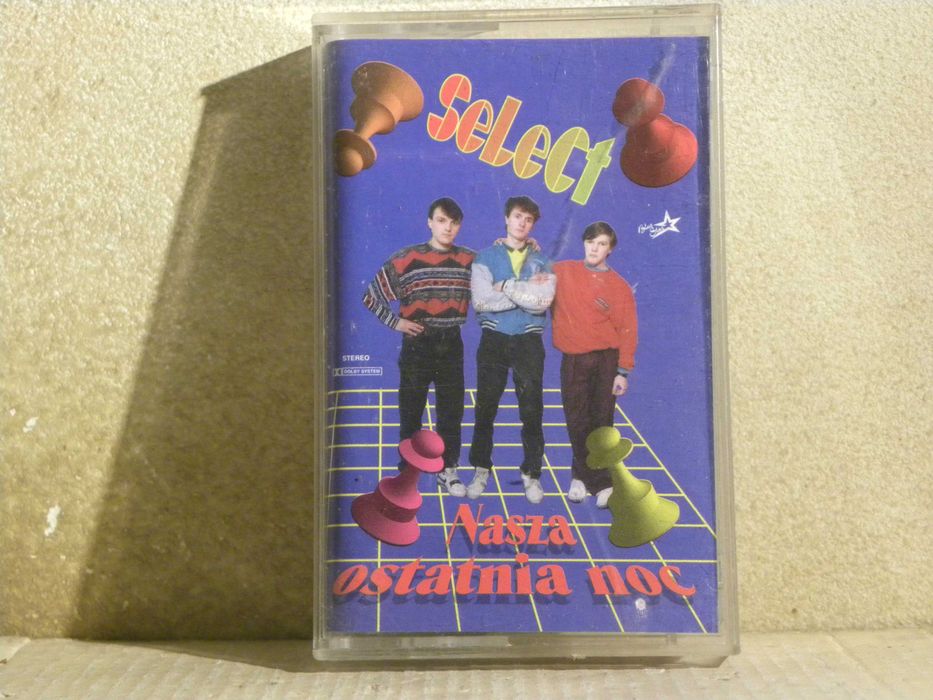 SeLeCt
STEREO
DOLBY SYSTEM
Nasza
ostatnia noc